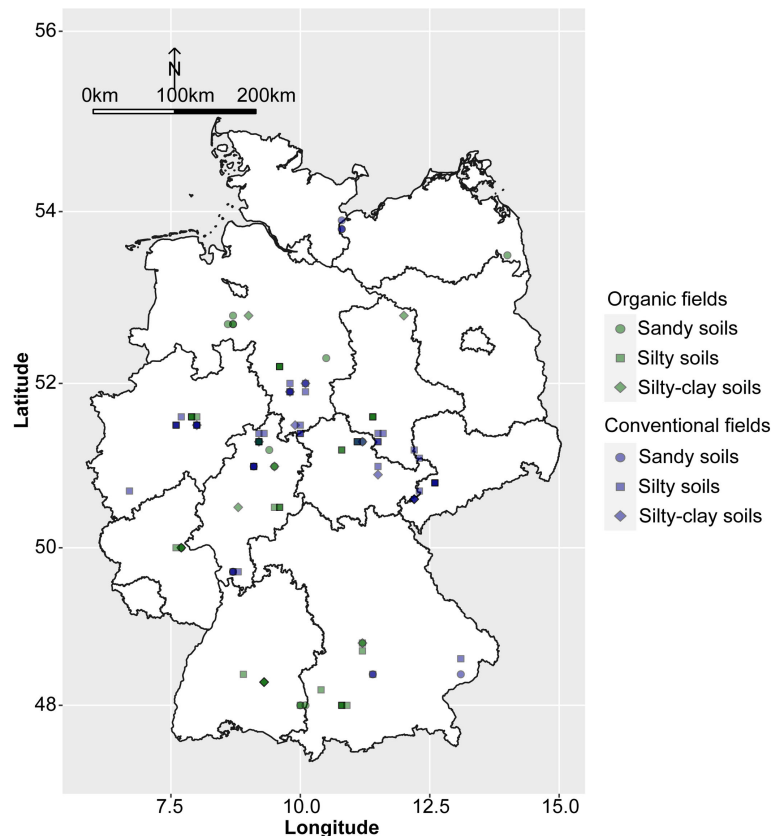 56
N
0km 100km 200km
54
52
50
48
Latitude
7.5 10.0 12.5 15.0
Longitude
Organic fields
Sandy soils
Silty soils
Silty-clay soils
Conventional fields
Sandy soils
Silty soils
Silty-clay soils